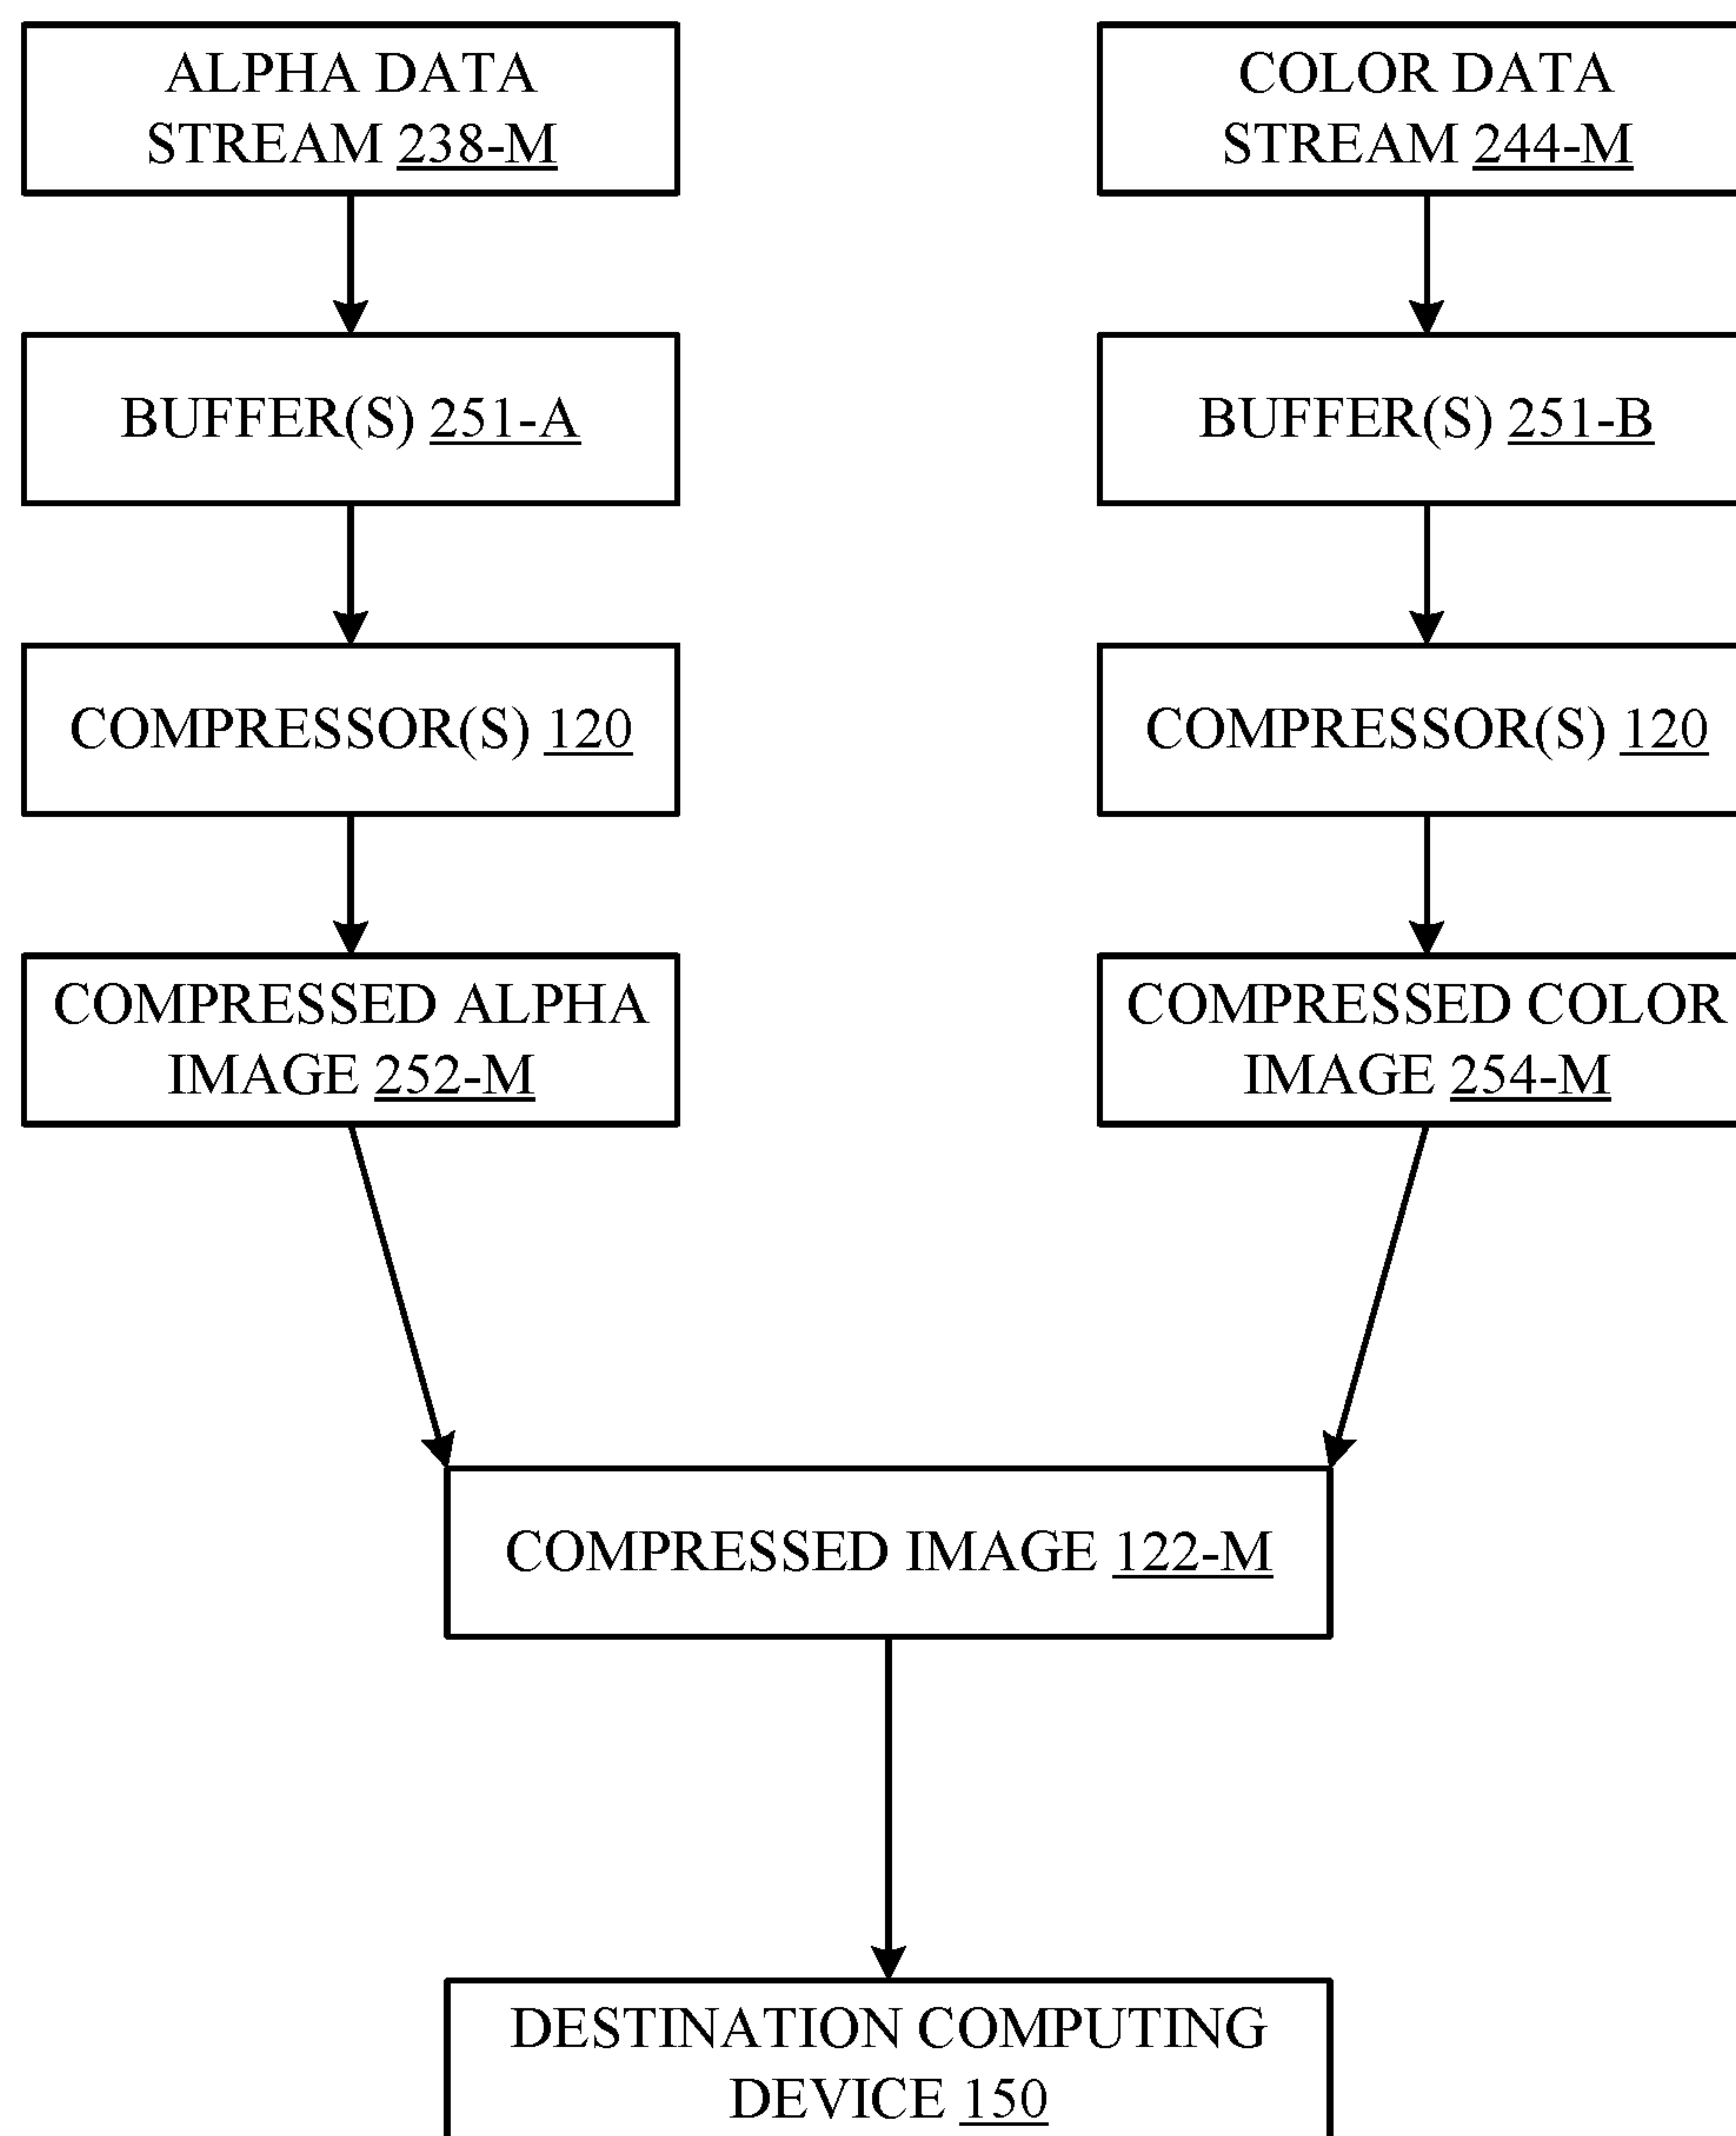 ALPHA DATA
STREAM 238-M
COLOR DATA
STREAM 244-M
BUFFER(S) 251-A
BUFFER(S) 251-B
COMPRESSOR(S) 120
COMPRESSOR(S) 120
COMPRESSED ALPHA
IMAGE 252-M
COMPRESSED COLOR
IMAGE 254-M
COMPRESSED IMAGE 122-M
DESTINATION COMPUTING
DEVICE 150